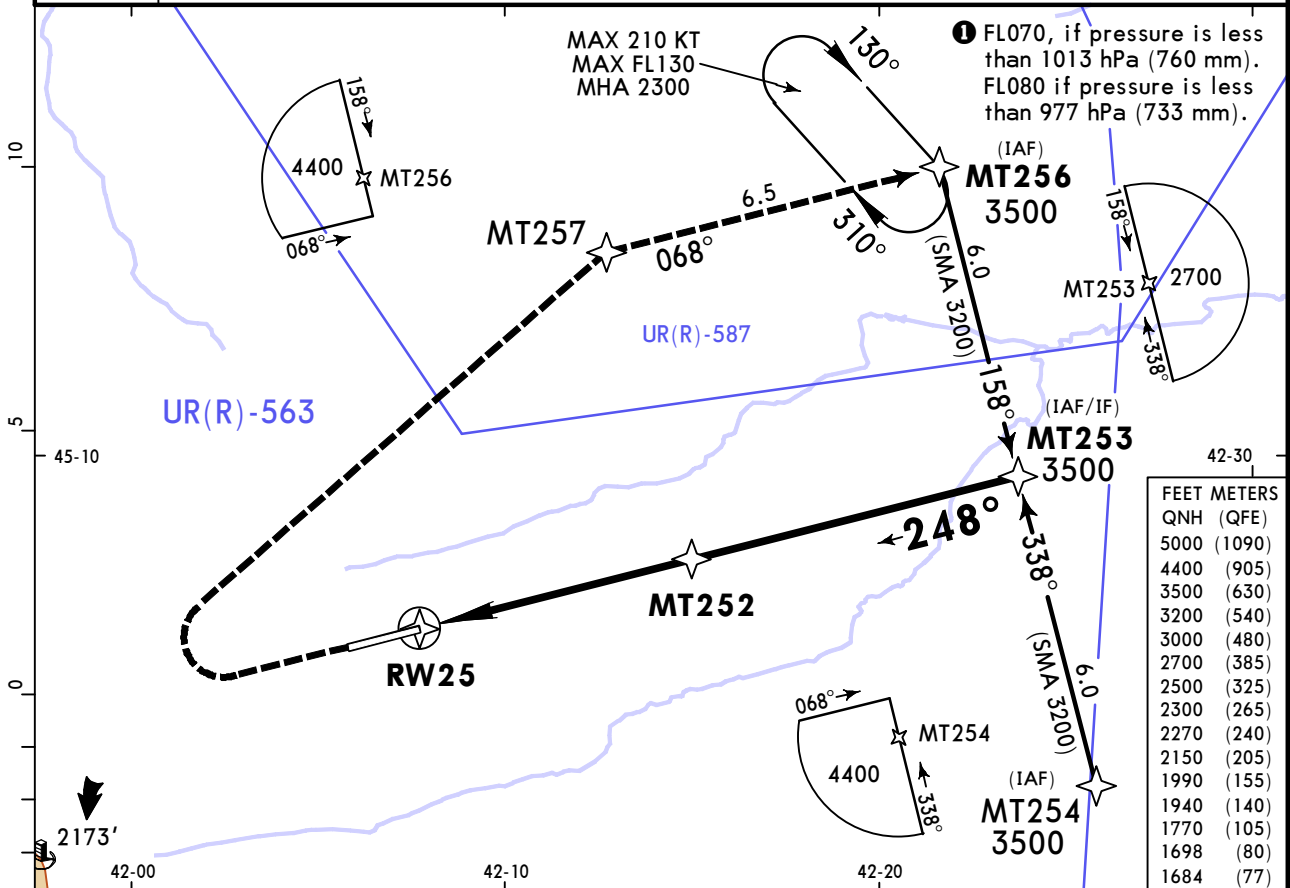 MAX 210 KT
MAX FL130
MHA 2300
130°
❶ FL070, if pressure is less
than 1013 hPa (760 mm).
FL080 if pressure is less
than 977 hPa (733 mm).
158°
4400
MT256
068°
10
(IAF)
MT256
3500
MT257
6.5
068°
310°
6.0
(SMA 3200)
158°
158°
MT253
2700
338°
UR(R)-587
UR(R)-563
5
45-10
(IAF/IF)
MT253
3500
42-30
248°
MT252
RW25
338°
6.0
(SMA 3200)
0
068°
MT254
4400
338°
(IAF)
MT254
3500
2173'
42-00
42-10
42-20
FEET METERS
QNH (QFE)
5000 (1090)
4400 (905)
3500 (630)
3200 (540)
3000 (480)
2700 (385)
2500 (325)
2300 (265)
2270 (240)
2150 (205)
1990 (155)
1940 (140)
1770 (105)
1698 (80)
1684 (77)